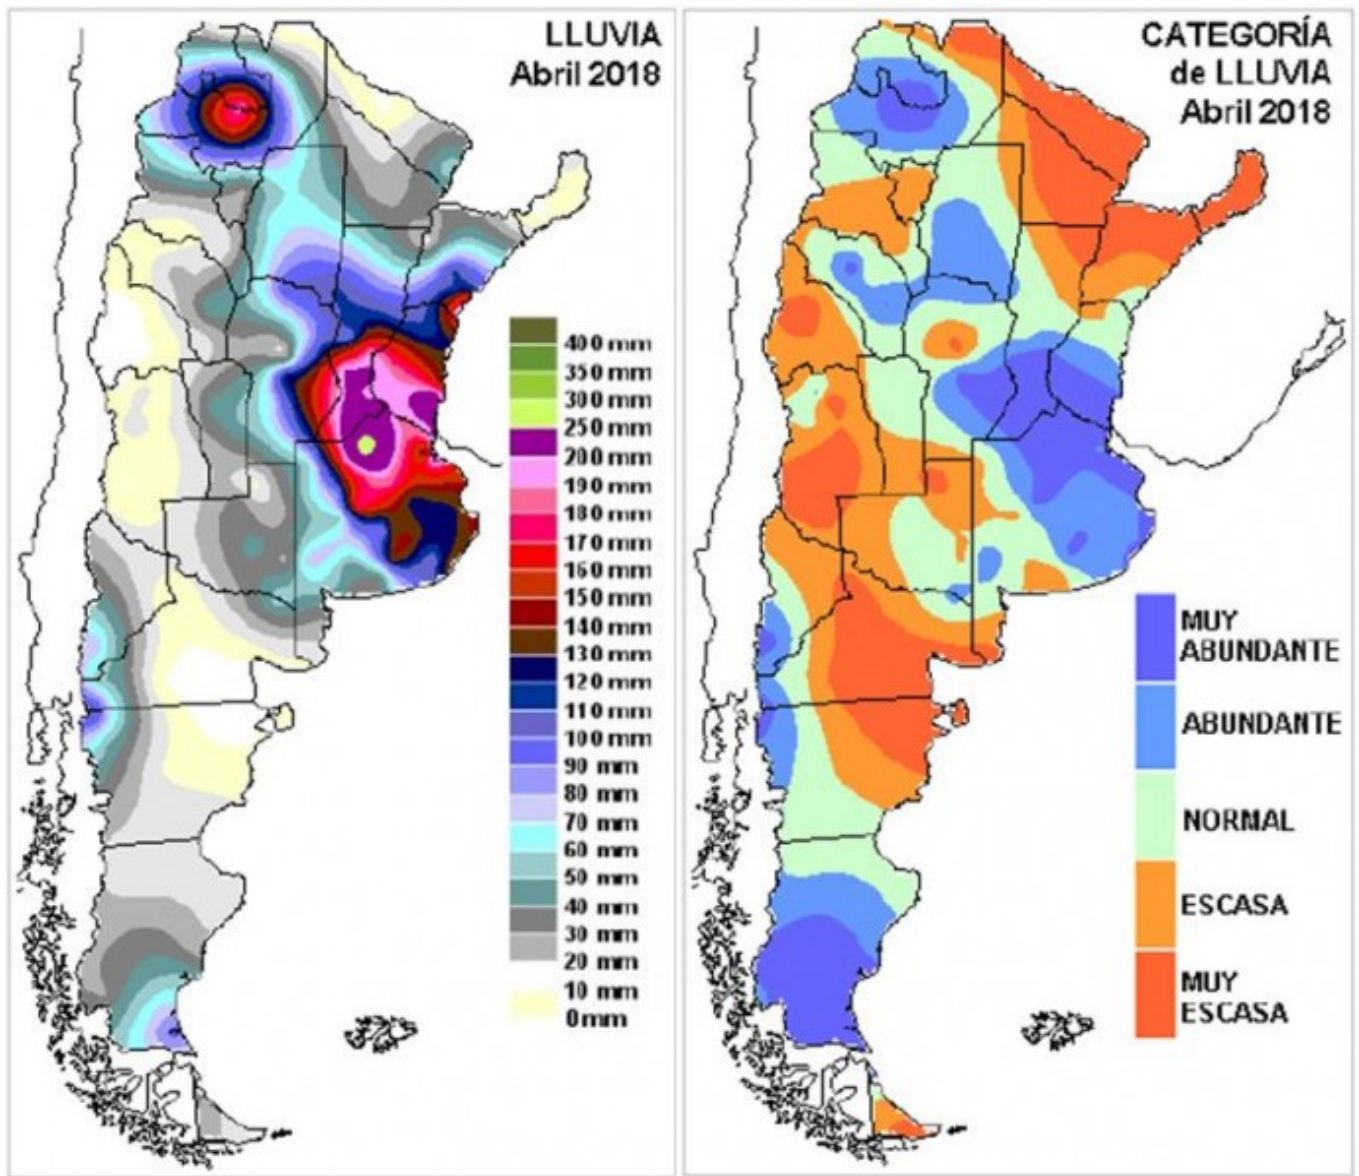 LLUVIA
Abril 2018
400 mm
350 mm
300 mm
250 mm
200 mm
190 mm
180 mm
170 mm
160 mm
150 mm
140 mm
130 mm
120 mm
110 mm
100 mm
90 mm
80 mm
70 mm
60 mm
50 mm
40 mm
30 mm
20 mm
10 mm
0mm
CATEGORÍA
de LLUVIA
Abril 2018
MUY
ABUNDANTE
ABUNDANTE
NORMAL
ESCASA
MUY
ESCASA